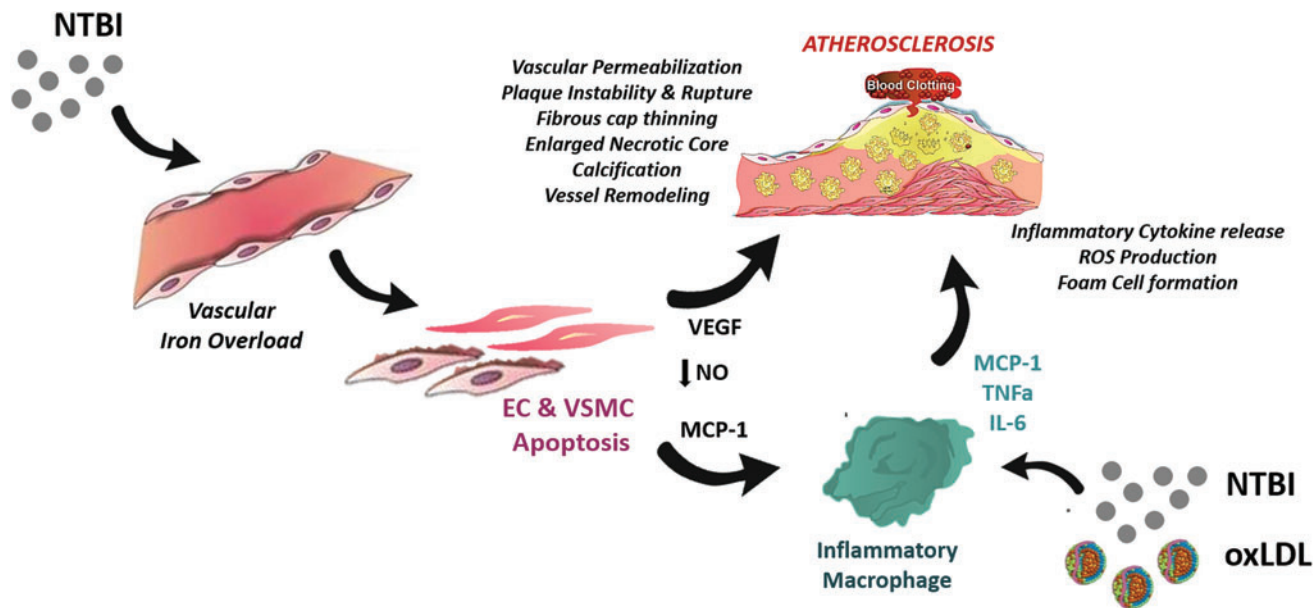 NTBI
ATHEROSCLEROSIS
Vascular Permeabilization
Plaque Instability & Rupture
Fibrous cap thinning
Enlarged Necrotic Core
Calcification
Vessel Remodeling
Blood Clotting
Inflammatory Cytokine release
ROS Production
Foam Cell formation
Vascular
Iron Overload
VEGF
↓NO
MCP-1
EC & VSMC
Apoptosis
MCP-1
TNFa
IL-6
Inflammatory
Macrophage
NTBI
oxLDL